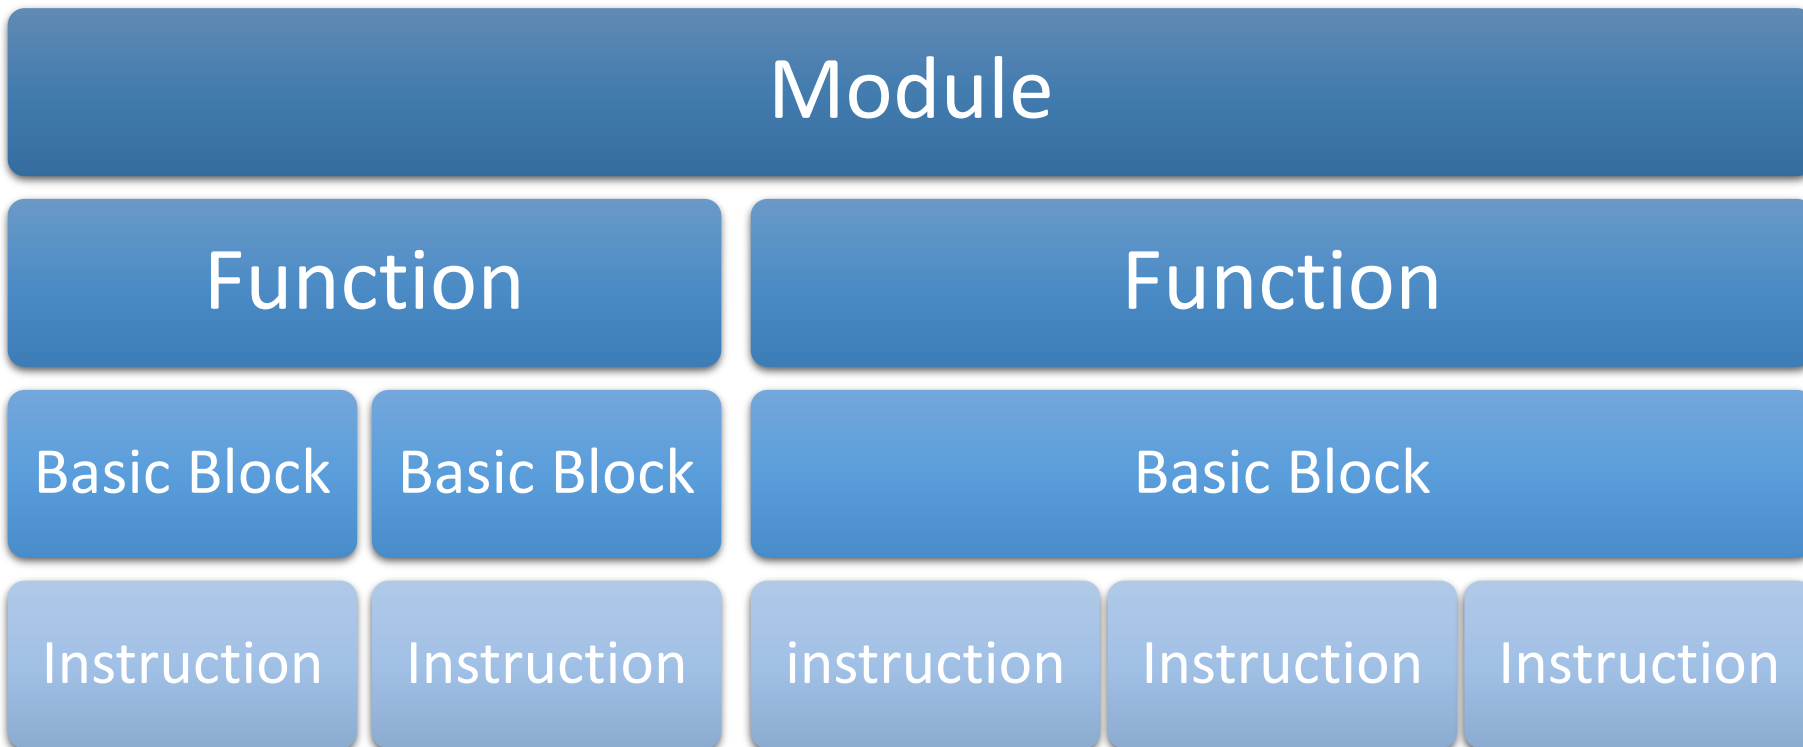 Module
Function
Function
Basic Block
Basic Block
Basic Block
Instruction
Instruction
instruction
Instruction
Instruction